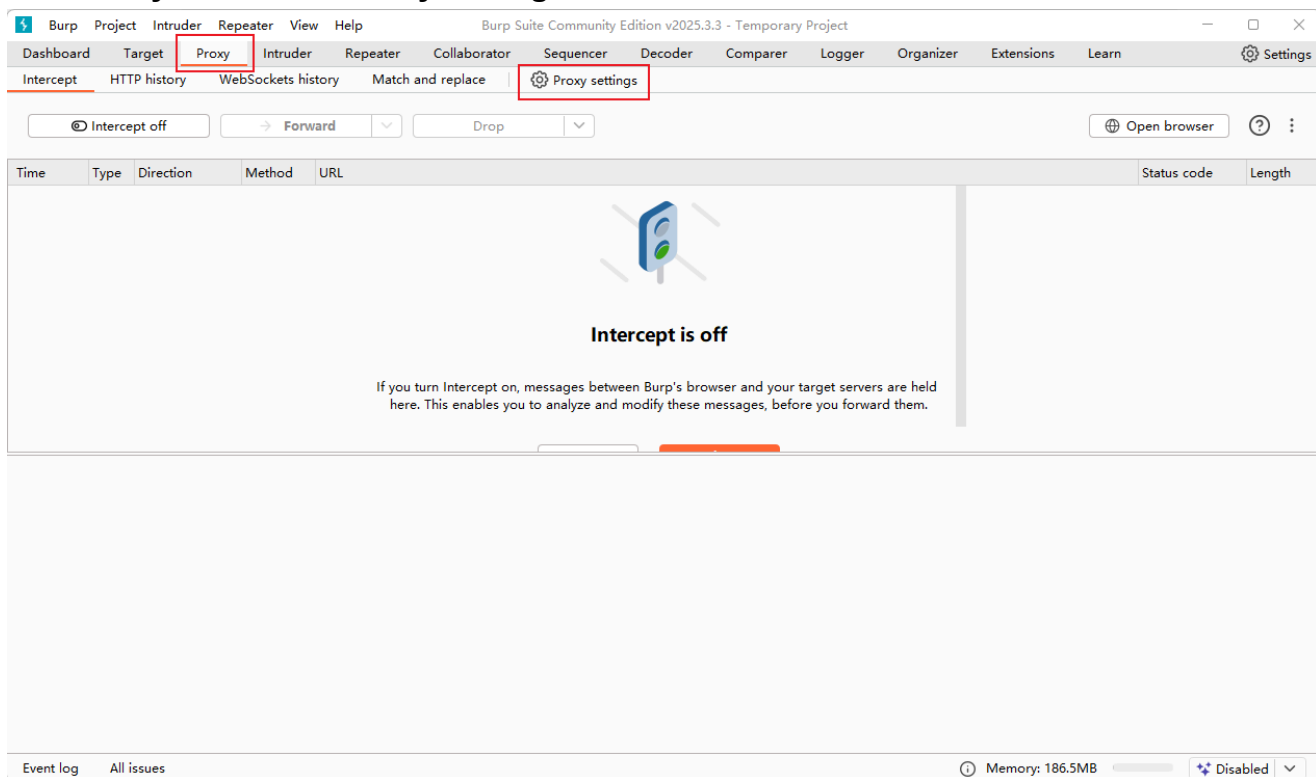 Burp Project Intruder Repeater View Help Burp Suite Community Edition v2025.3.3 - Temporary Project
Dashboard Target Proxy Intruder Repeater Collaborator Sequencer Decoder Comparer Logger Organizer Extensions Learn Settings
Intercept HTTP history WebSockets history Match and replace Proxy settings
Intercept off → Forward Drop Open browser
Time Type Direction Method URL Status code Length
Intercept is off
If you turn Intercept on, messages between Burp's browser and your target servers are held
here. This enables you to analyze and modify these messages, before you forward them.
Event log All issues Memory: 186.5MB Disabled